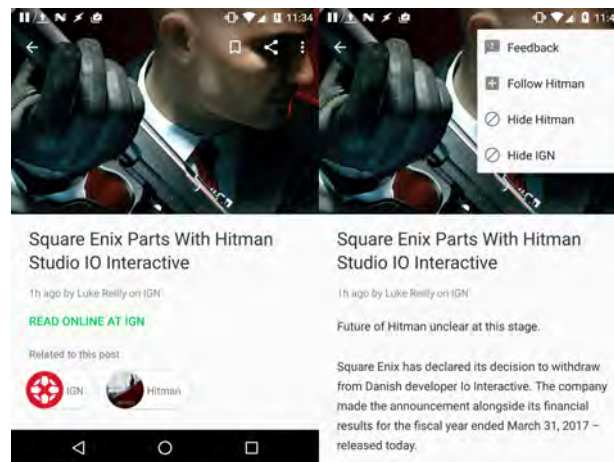 11:34
Square Enix Parts With Hitman
Studio IO Interactive
1h ago by Luke Reilly on IGN
READ ONLINE AT IGN
Related to this post
IGN
Hitman
11:4
Feedback
Follow Hitman
Hide Hitman
Hide IGN
Square Enix Parts With Hitman
Studio IO Interactive
1h ago by Luke Reilly on IGN
Future of Hitman unclear at this stage.
Square Enix has declared its decision to withdraw
from Danish developer Io Interactive. The company
made the announcement alongside its financial
results for the fiscal year ended March 31, 2017 –
released today.